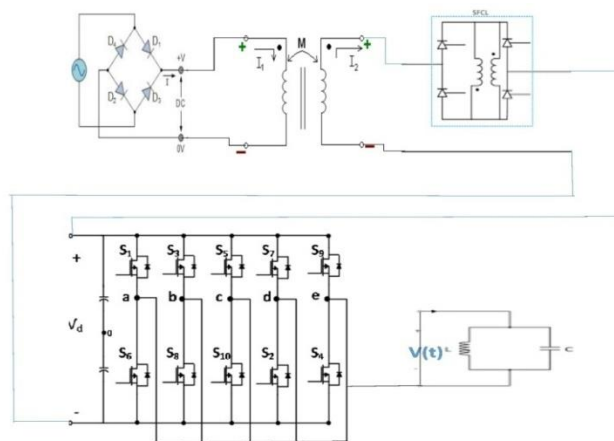 SFCL
D₄ D₁
D₂ D₃
I
+V
DC
0V
+
I₁
M
I₂
+
-
-
S₁ S₃ S₅ S₇ S₉
+
a b c d e
Vd
S₆ S₈ S₁₀ S₂ S₄
-
V(t)
C